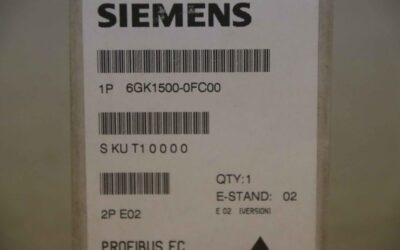 SIEMENS
1P 6GK1500-0FC00
S KU T10000
QTY:1
E-STAND: 02
2P E02
E 02 (VERSION)
PROFIBUS FC